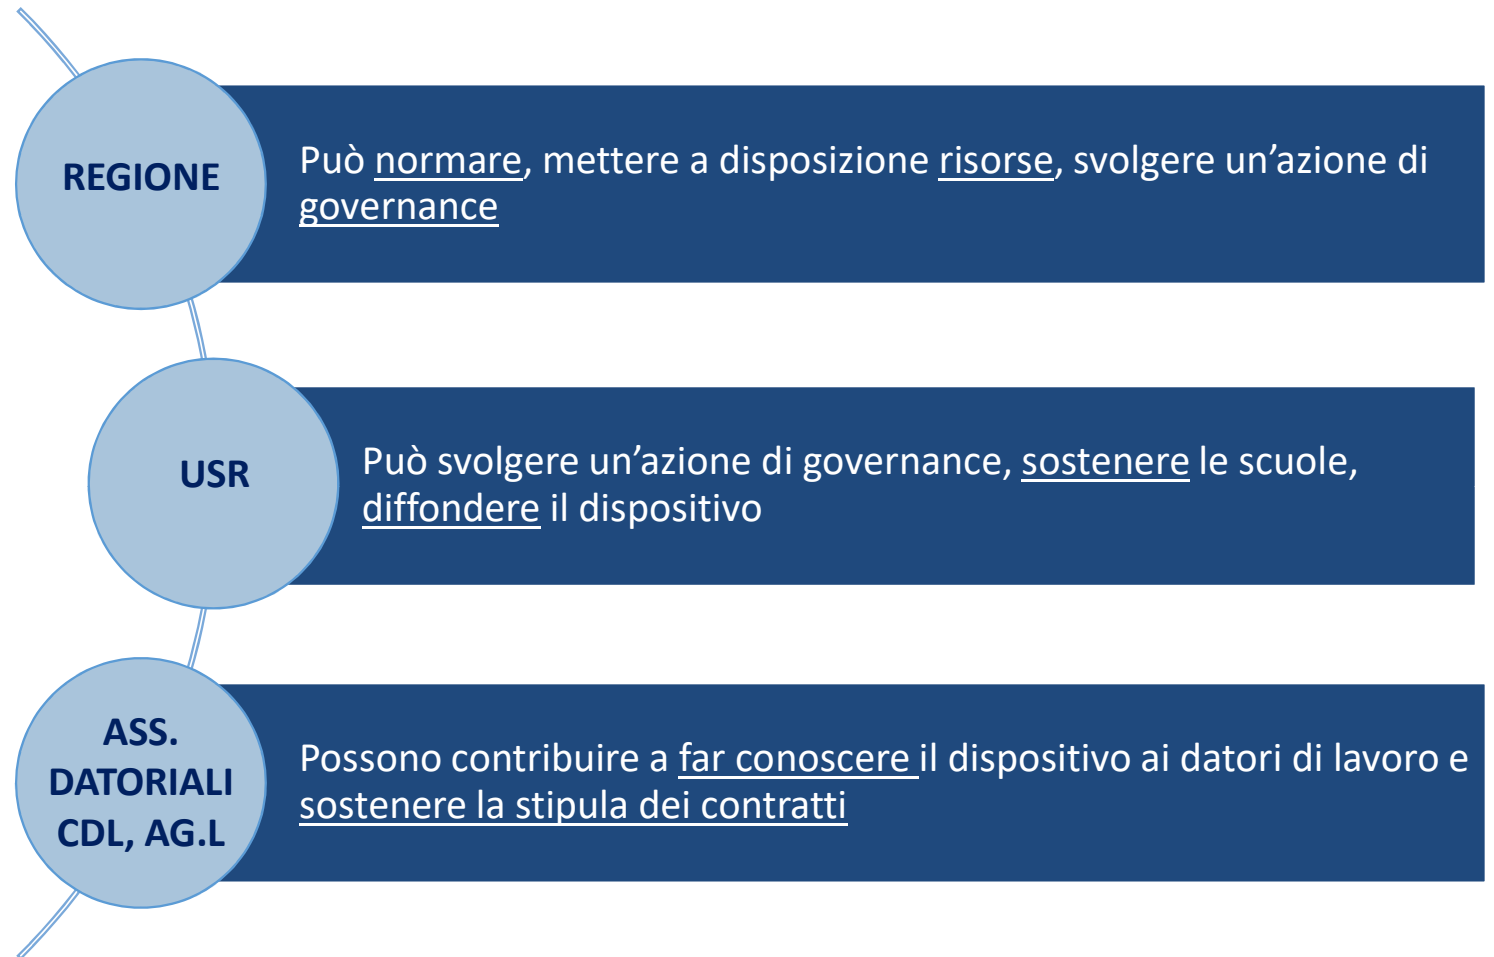 REGIONE
Può normare, mettere a disposizione risorse, svolgere un’azione di
governance
USR
Può svolgere un’azione di governance, sostenere le scuole,
diffondere il dispositivo
ASS.
DATORIALI
CDL, AG.L
Possono contribuire a far conoscere il dispositivo ai datori di lavoro e
sostenere la stipula dei contratti